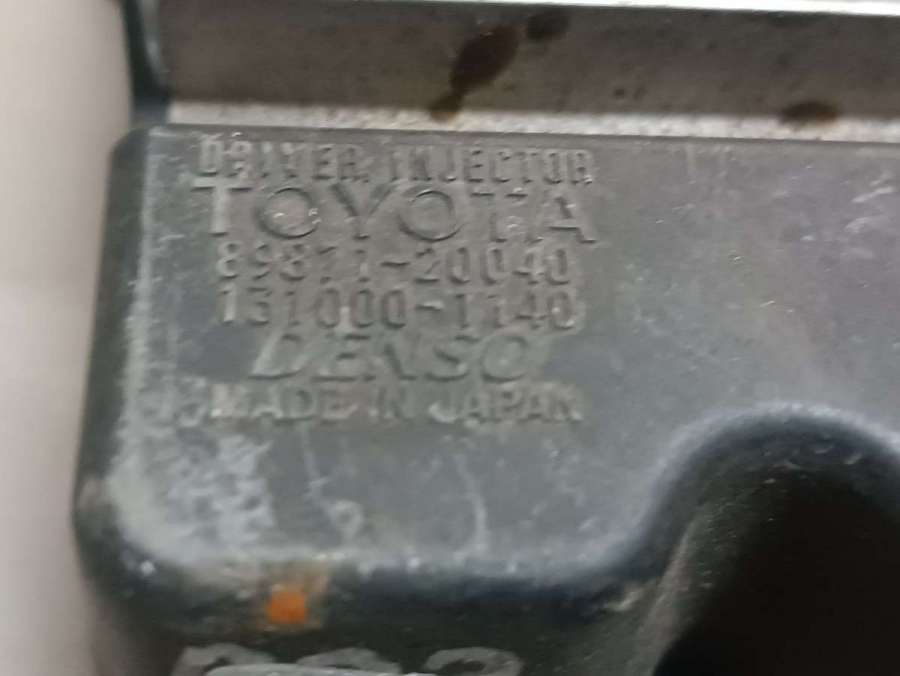 DRIVER, INJECTOR
TOYOTA
89871-20040
131000-1140
DENSO
MADE IN JAPAN